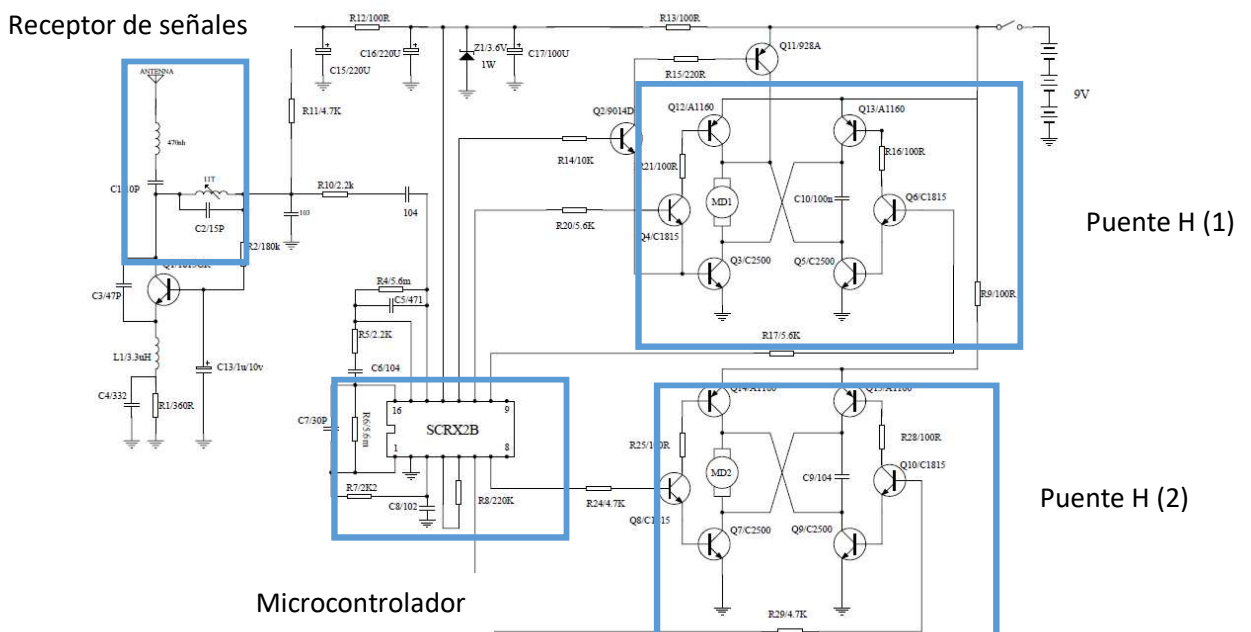 Receptor de señales
R12/100R
R13/100R
C16/220U
C15/220U
Z1/3.6V
1W
C17/100U
Q11/928A
R15/220R
9V
ANTENNA
470nh
R11/4.7K
Q2/9014D
Q12/A1160
Q13/A1160
R14/10K
R21/100R
R16/100R
11T
R10/2.2k
103
104
C2/15P
R2/180k
MD1
C10/100n
Q6/C1815
R20/5.6K
Q4/C1815
Q3/C2500
Q5/C2500
Puente H (1)
C3/47P
R4/5.6m
C5/471
R5/2.2K
C6/104
R9/100R
R17/5.6K
L1/3.3uH
C13/1u/10v
C4/332
R1/360R
C7/30P
R6/5.6m
16
9
SCRX2B
1
8
R7/2K2
C8/102
R8/220K
Q14/A1160
Q15/A1160
R25/100R
R28/100R
MD2
C9/104
Q10/C1815
R24/4.7K
Q8/C1815
Q7/C2500
Q9/C2500
Puente H (2)
Microcontrolador
R29/4.7K